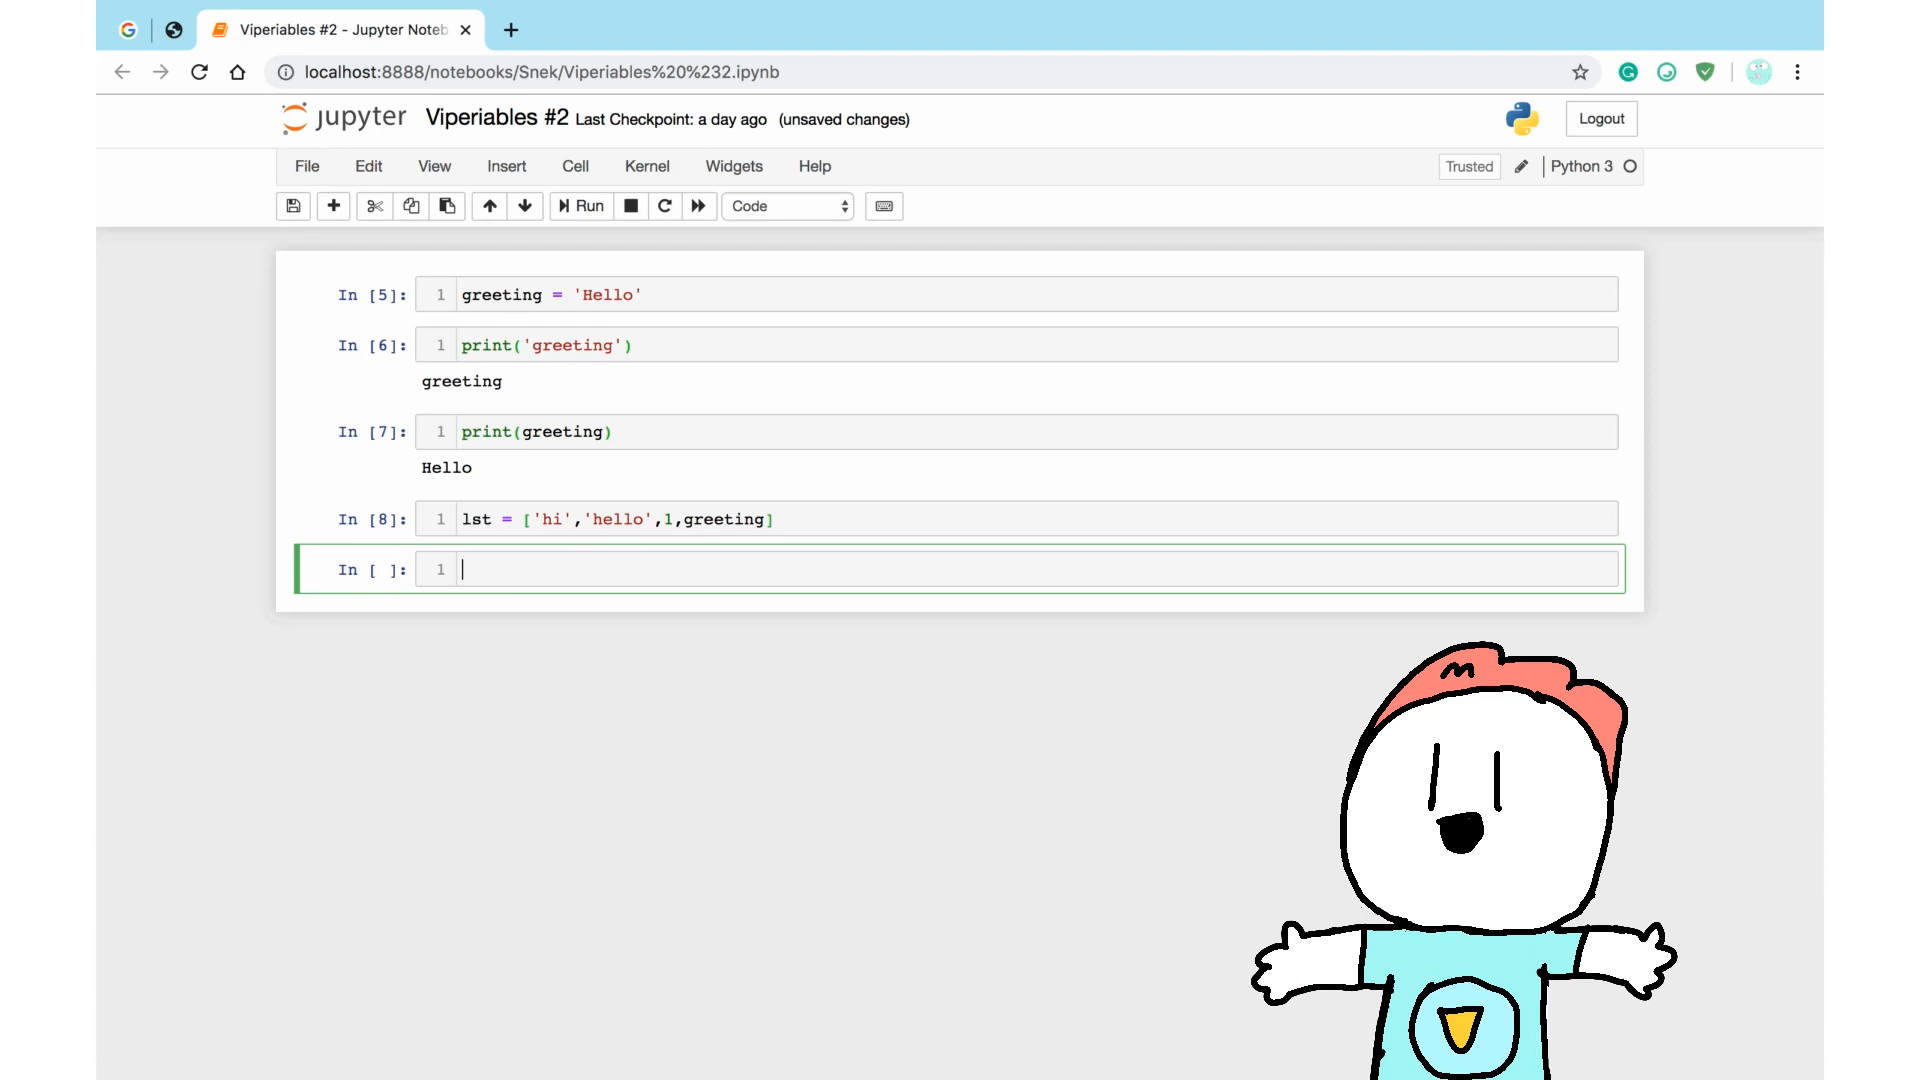 Viperiables #2 - Jupyter Noteb
localhost:8888/notebooks/Snek/Viperiables%20%232.ipynb
jupyter Viperiables #2 Last Checkpoint: a day ago (unsaved changes)
Logout
File Edit View Insert Cell Kernel Widgets Help
Trusted Python 3
Run Code
In [5]: 1 greeting = 'Hello'
In [6]: 1 print('greeting')
greeting
In [7]: 1 print(greeting)
Hello
In [8]: 1 lst = ['hi','hello',1,greeting]
In [ ]: 1